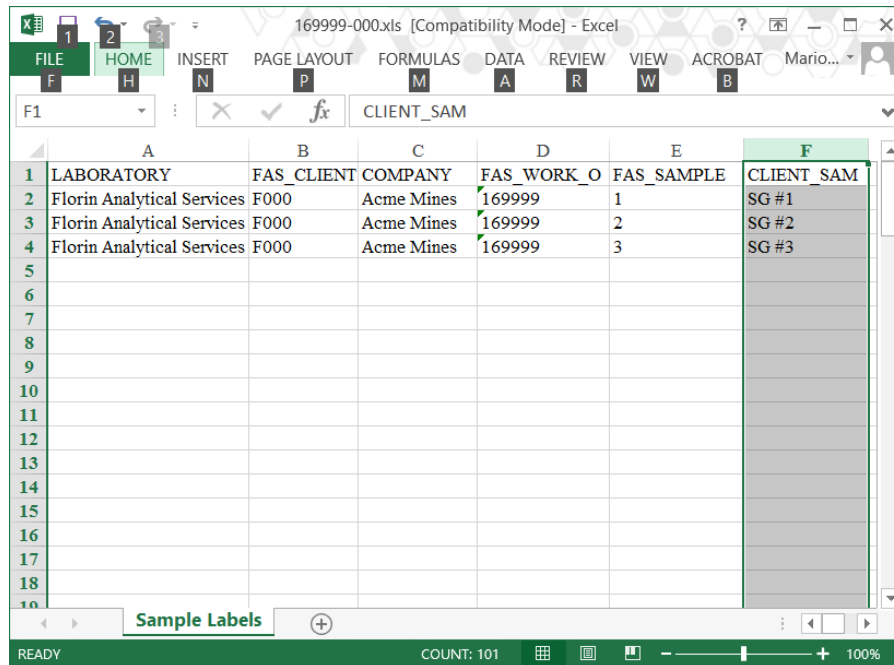 169999-000.xls [Compatibility Mode] - Excel ?
1 2 3
FILE HOME INSERT PAGE LAYOUT FORMULAS DATA REVIEW VIEW ACROBAT Mario...
F H N P M A R W B
F1 fx CLIENT_SAM
A B C D E F
1 LABORATORY FAS_CLIENT COMPANY FAS_WORK_O FAS_SAMPLE CLIENT_SAM
2 Florin Analytical Services F000 Acme Mines 169999 1 SG #1
3 Florin Analytical Services F000 Acme Mines 169999 2 SG #2
4 Florin Analytical Services F000 Acme Mines 169999 3 SG #3
5
6
7
8
9
10
11
12
13
14
15
16
17
18
19
Sample Labels
READY COUNT: 101 100%